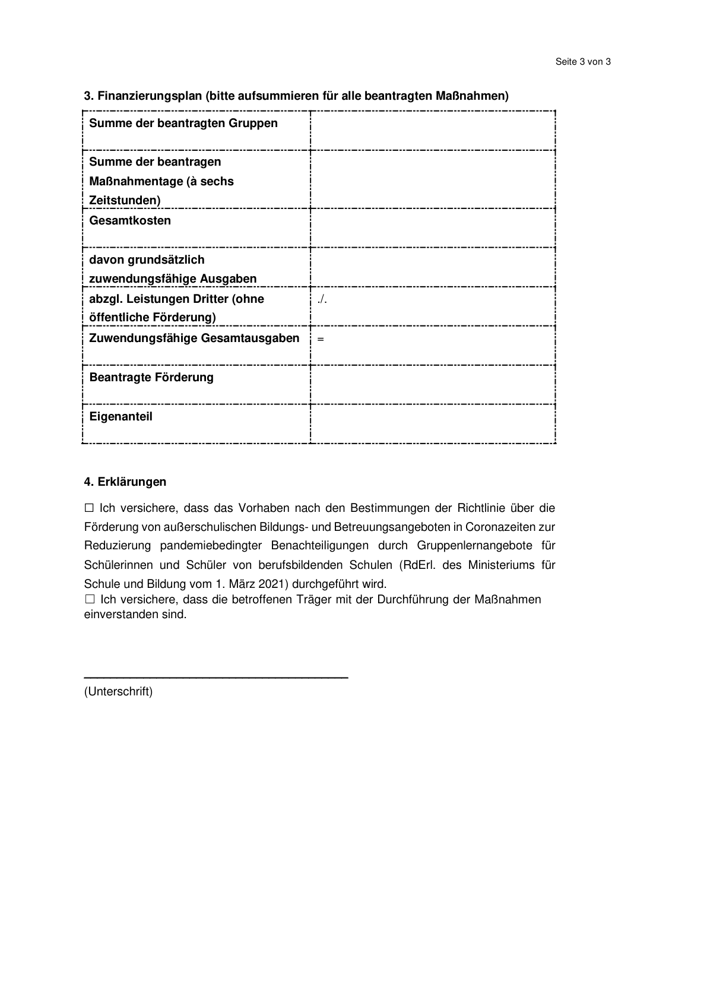 Seite 3 von 3
3. Finanzierungsplan (bitte aufsummieren für alle beantragten Maßnahmen)
Summe der beantragten Gruppen
Summe der beantragen
Maßnahmentage (à sechs
Zeitstunden)
Gesamtkosten
davon grundsätzlich
zuwendungsfähige Ausgaben
abzgl. Leistungen Dritter (ohne
öffentliche Förderung)
./.
Zuwendungsfähige Gesamtausgaben
=
Beantragte Förderung
Eigenanteil
4. Erklärungen
☐ Ich versichere, dass das Vorhaben nach den Bestimmungen der Richtlinie über die
Förderung von außerschulischen Bildungs- und Betreuungsangeboten in Coronazeiten zur
Reduzierung pandemiebedingter Benachteiligungen durch Gruppenlernangebote für
Schülerinnen und Schüler von berufsbildenden Schulen (RdErl. des Ministeriums für
Schule und Bildung vom 1. März 2021) durchgeführt wird.
☐ Ich versichere, dass die betroffenen Träger mit der Durchführung der Maßnahmen
einverstanden sind.
(Unterschrift)